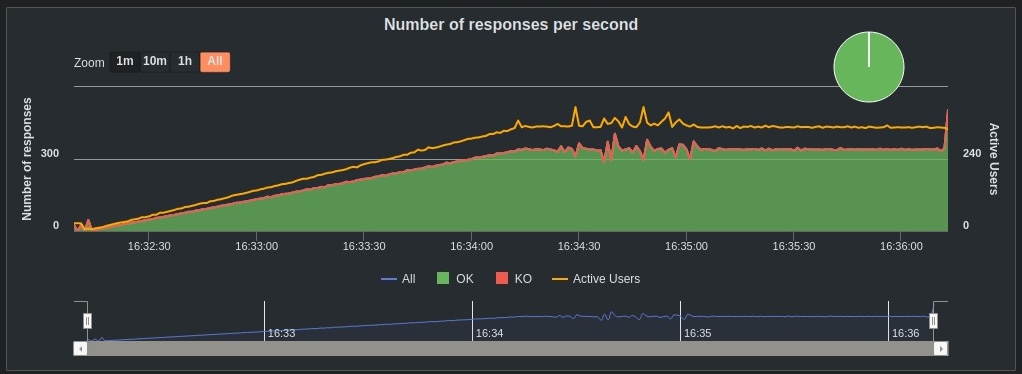 Number of responses per second
Zoom 1m 10m 1h All
Number of responses
300
0
240
0
Active Users
16:32:30 16:33:00 16:33:30 16:34:00 16:34:30 16:35:00 16:35:30 16:36:00
All OK KO Active Users
16:33 16:34 16:35 16:36